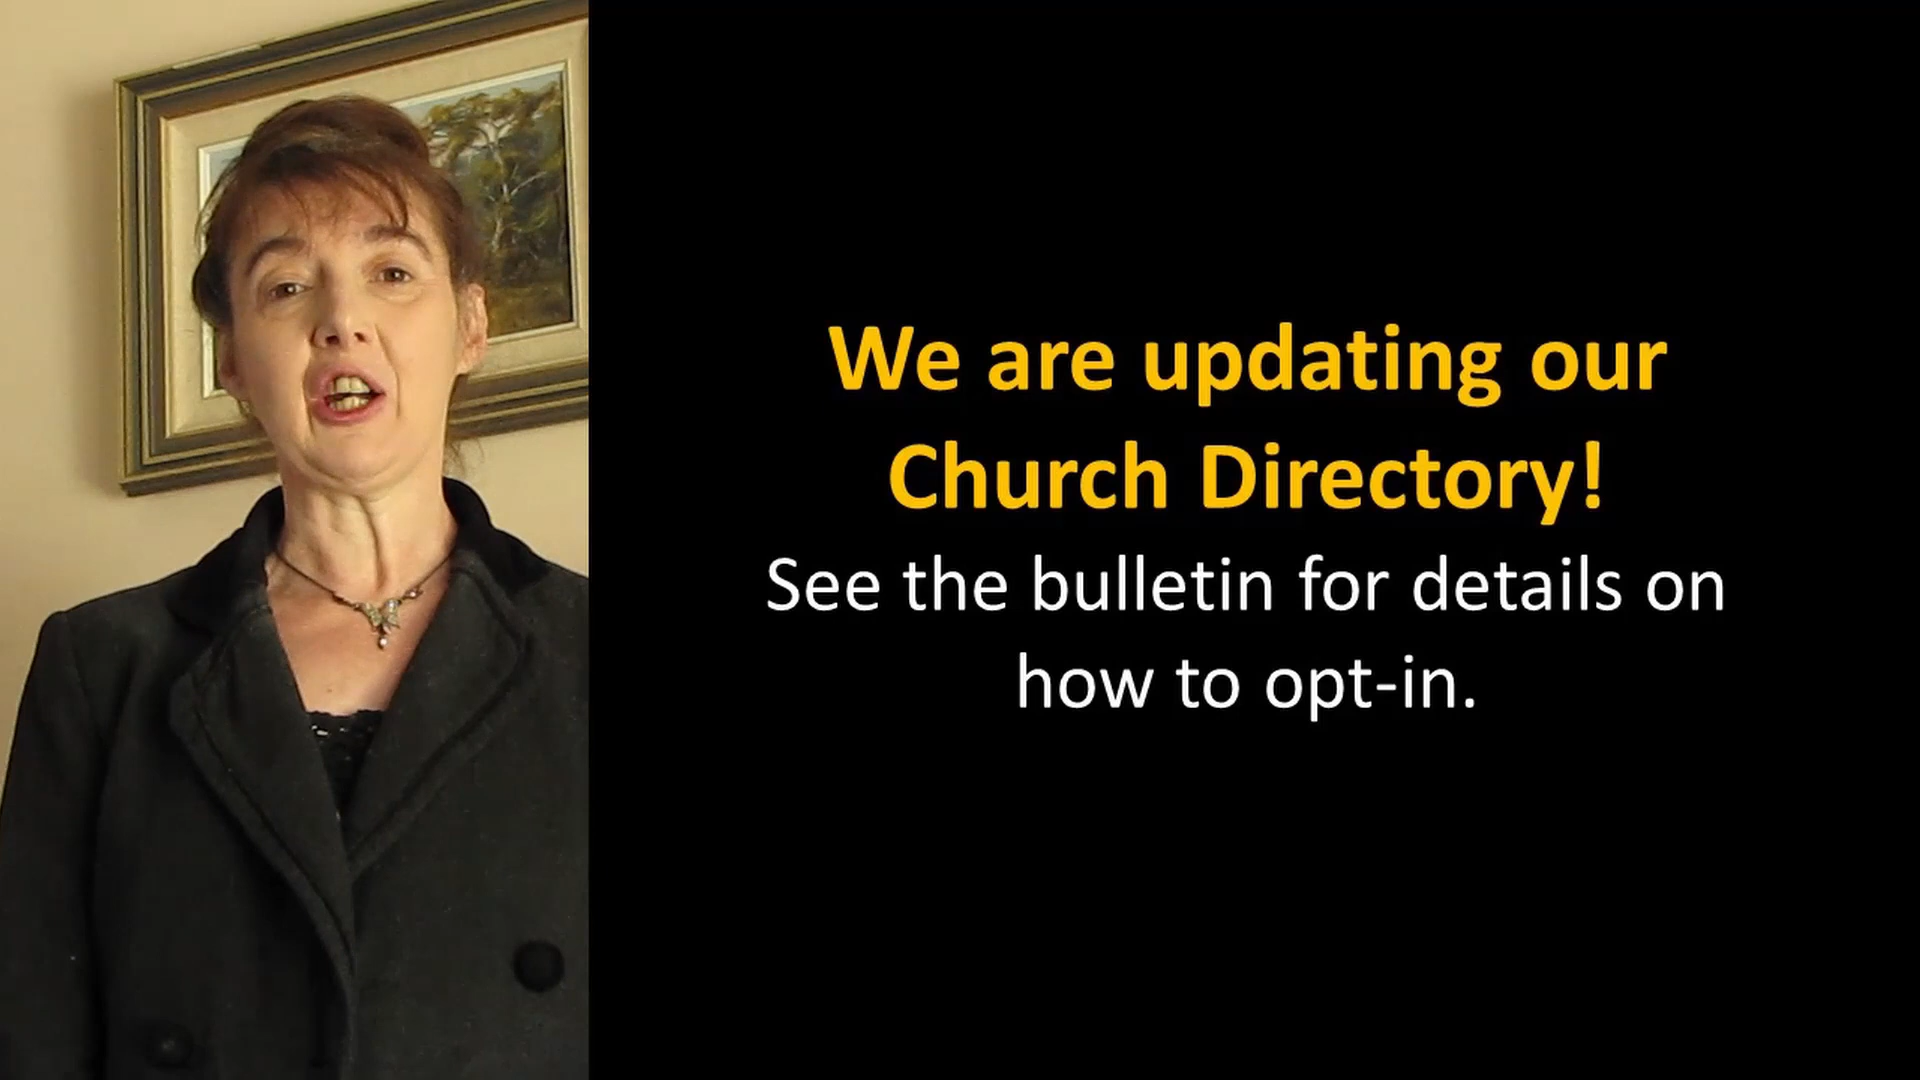 We are updating our
Church Directory!
See the bulletin for details on
how to opt-in.